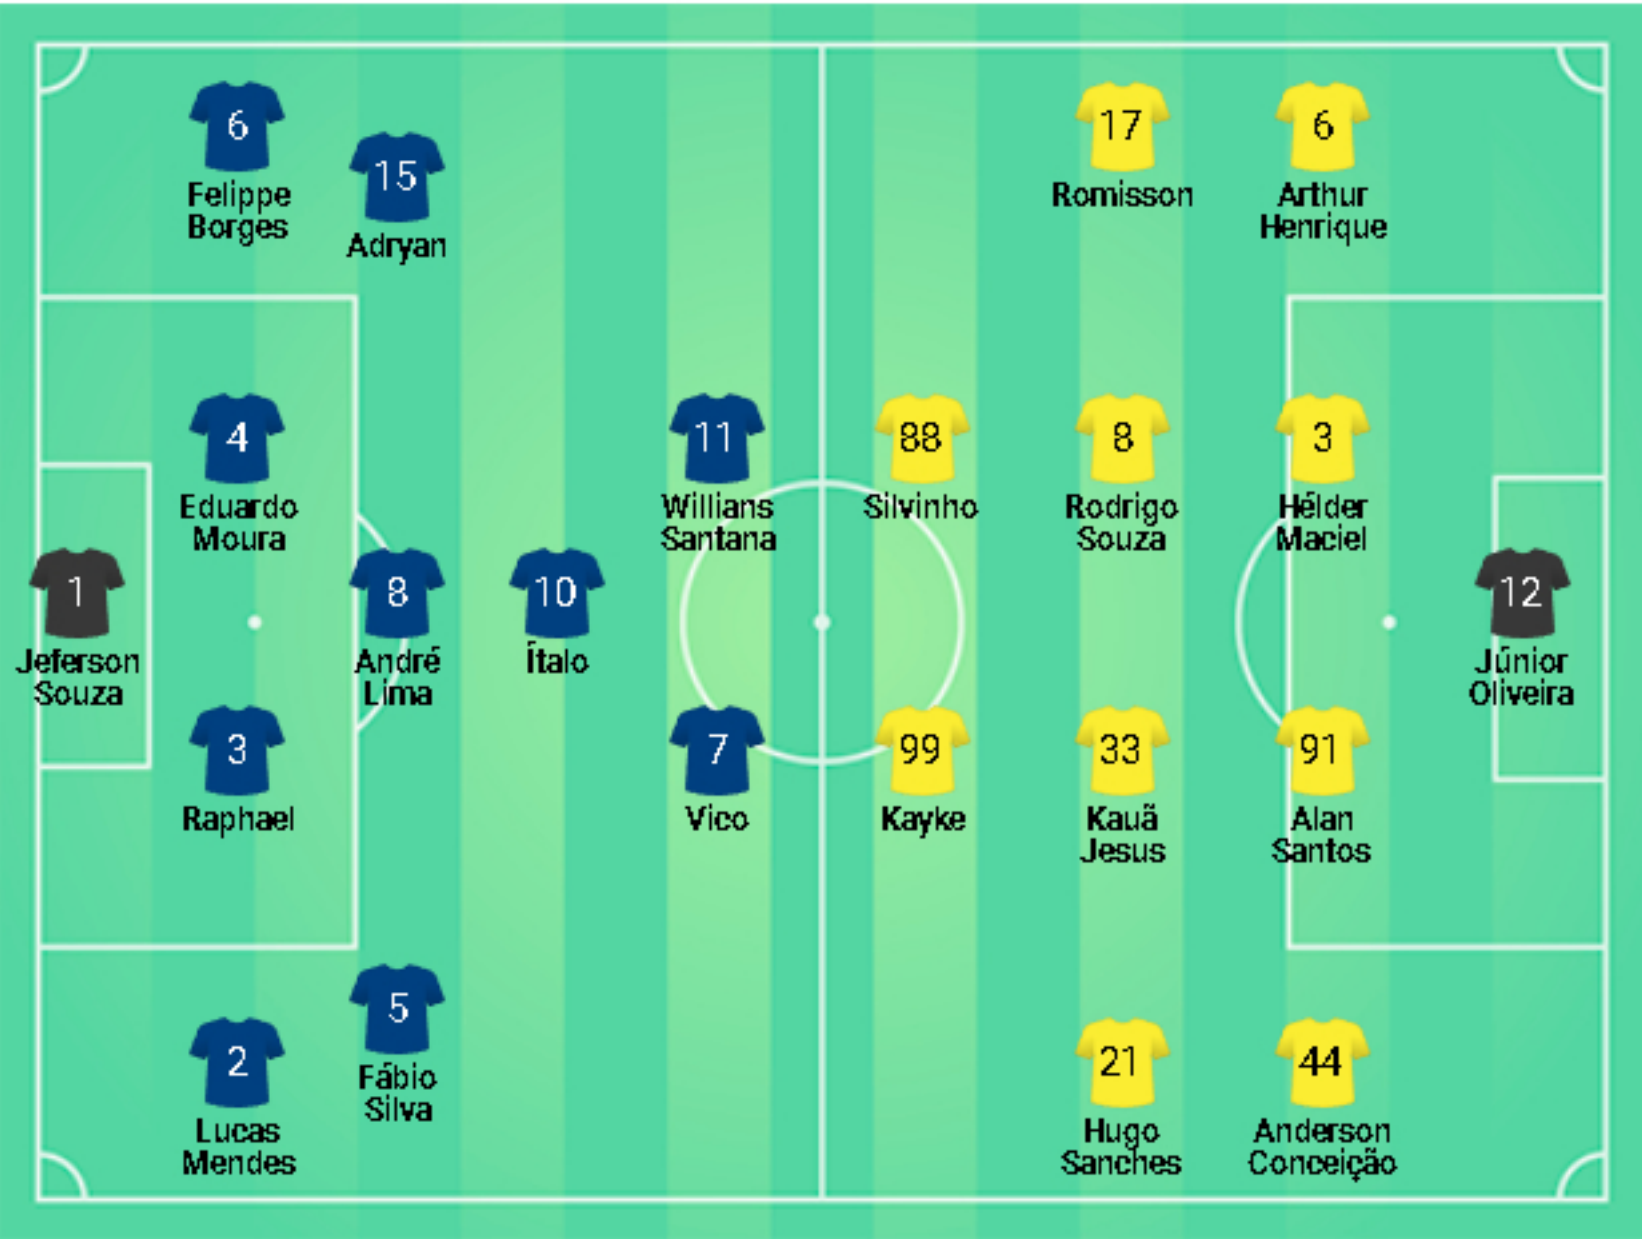 6
Felippe
Borges
15
Adryan
17
Romisson
6
Arthur
Henrique
4
Eduardo
Moura
11
Willians
Santana
88
Silvinho
8
Rodrigo
Souza
3
Hélder
Maciel
1
Jeferson
Souza
8
André
Lima
10
Ítalo
12
Júnior
Oliveira
3
Raphael
7
Vico
99
Kayke
33
Kauã
Jesus
91
Alan
Santos
2
Lucas
Mendes
5
Fábio
Silva
21
Hugo
Sanches
44
Anderson
Conceição